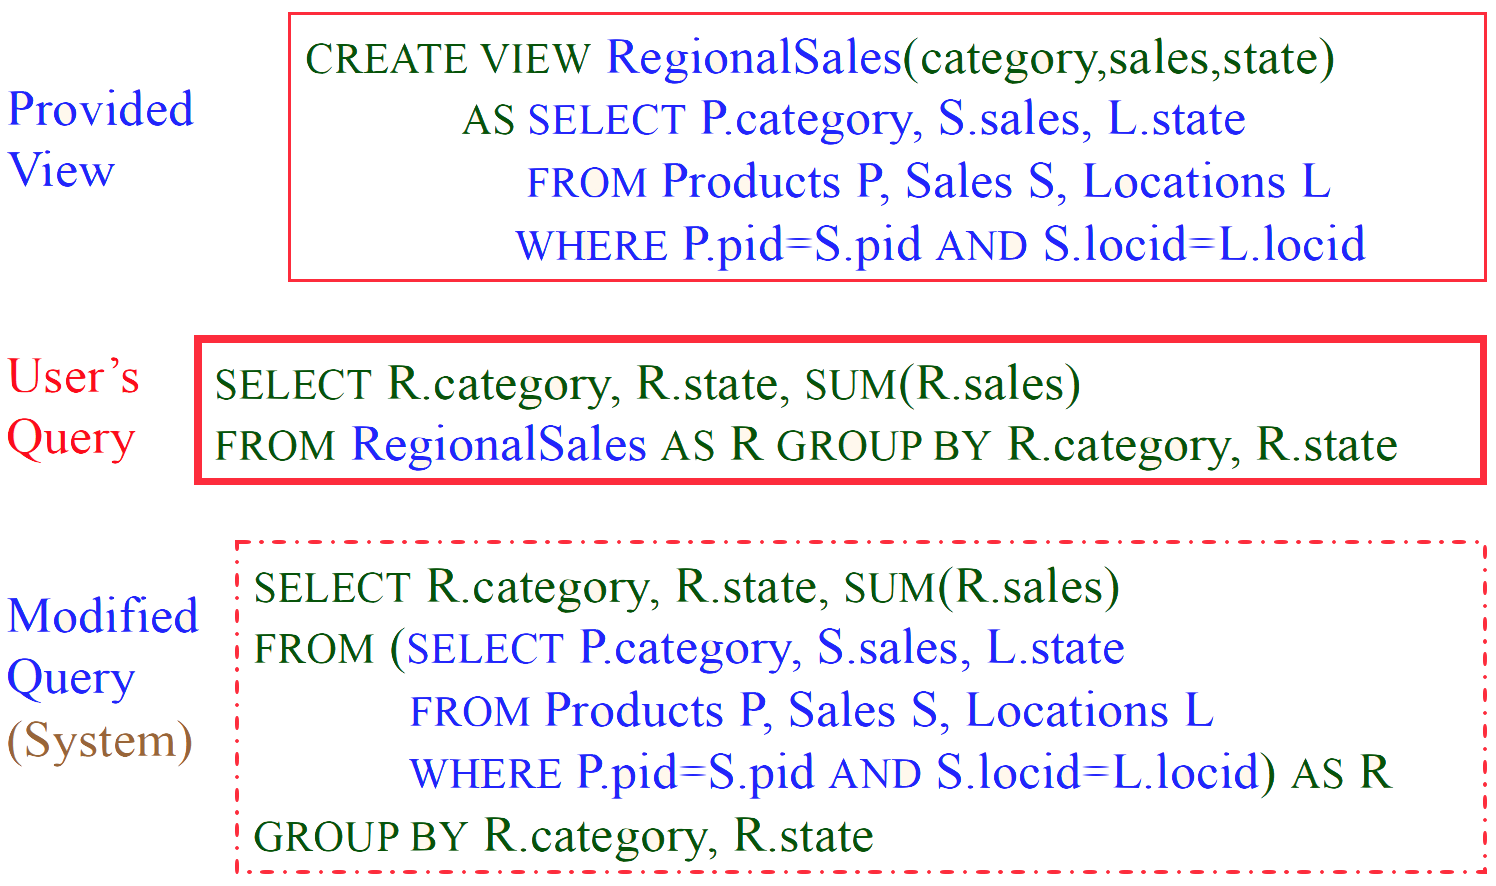 Provided
View
CREATE VIEW RegionalSales(category,sales,state)
AS SELECT P.category, S.sales, L.state
FROM Products P, Sales S, Locations L
WHERE P.pid=S.pid AND S.locid=L.locid
User’s
Query
SELECT R.category, R.state, SUM(R.sales)
FROM RegionalSales AS R GROUP BY R.category, R.state
Modified
Query
(System)
SELECT R.category, R.state, SUM(R.sales)
FROM (SELECT P.category, S.sales, L.state
FROM Products P, Sales S, Locations L
WHERE P.pid=S.pid AND S.locid=L.locid) AS R
GROUP BY R.category, R.state